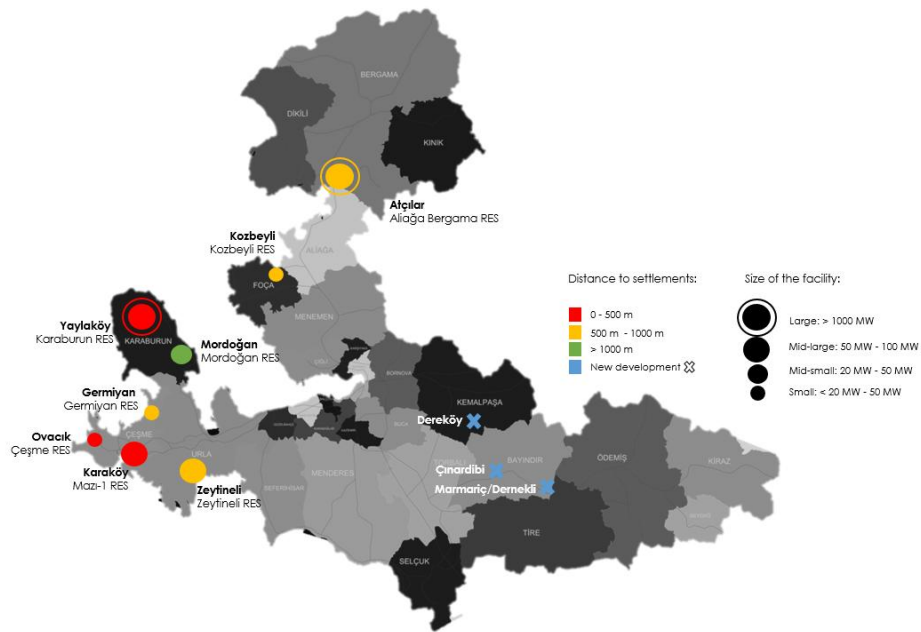 BERGAMA
DİKİLİ
KINIK
Atçılar
Aliağa Bergama RES
Kozbeyli
Kozbeyli RES
ALİAĞA
FOÇA
MENEMEN
Distance to settlements:
0 - 500 m
500 m - 1000 m
> 1000 m
New development
Size of the facility:
Large: > 1000 MW
Mid-large: 50 MW - 100 MW
Mid-small: 20 MW - 50 MW
Small: < 20 MW - 50 MW
Yaylaköy
Karaburun RES
KARABURUN
Mordoğan
Mordoğan RES
BORNOVA
KEMALPAŞA
Germiyan
Germiyan RES
Ovacık
Çeşme RES
ÇEŞME
Karaköy
Mazı-1 RES
URLA
Zeytineli
Zeytineli RES
SEFERİHİSAR
MENDERES
BUCA
Dereköy
Çınardibi
BAYINDIR
Marmariç/Dernekli
ÖDEMİŞ
KİRAZ
TİRE
SELÇUK